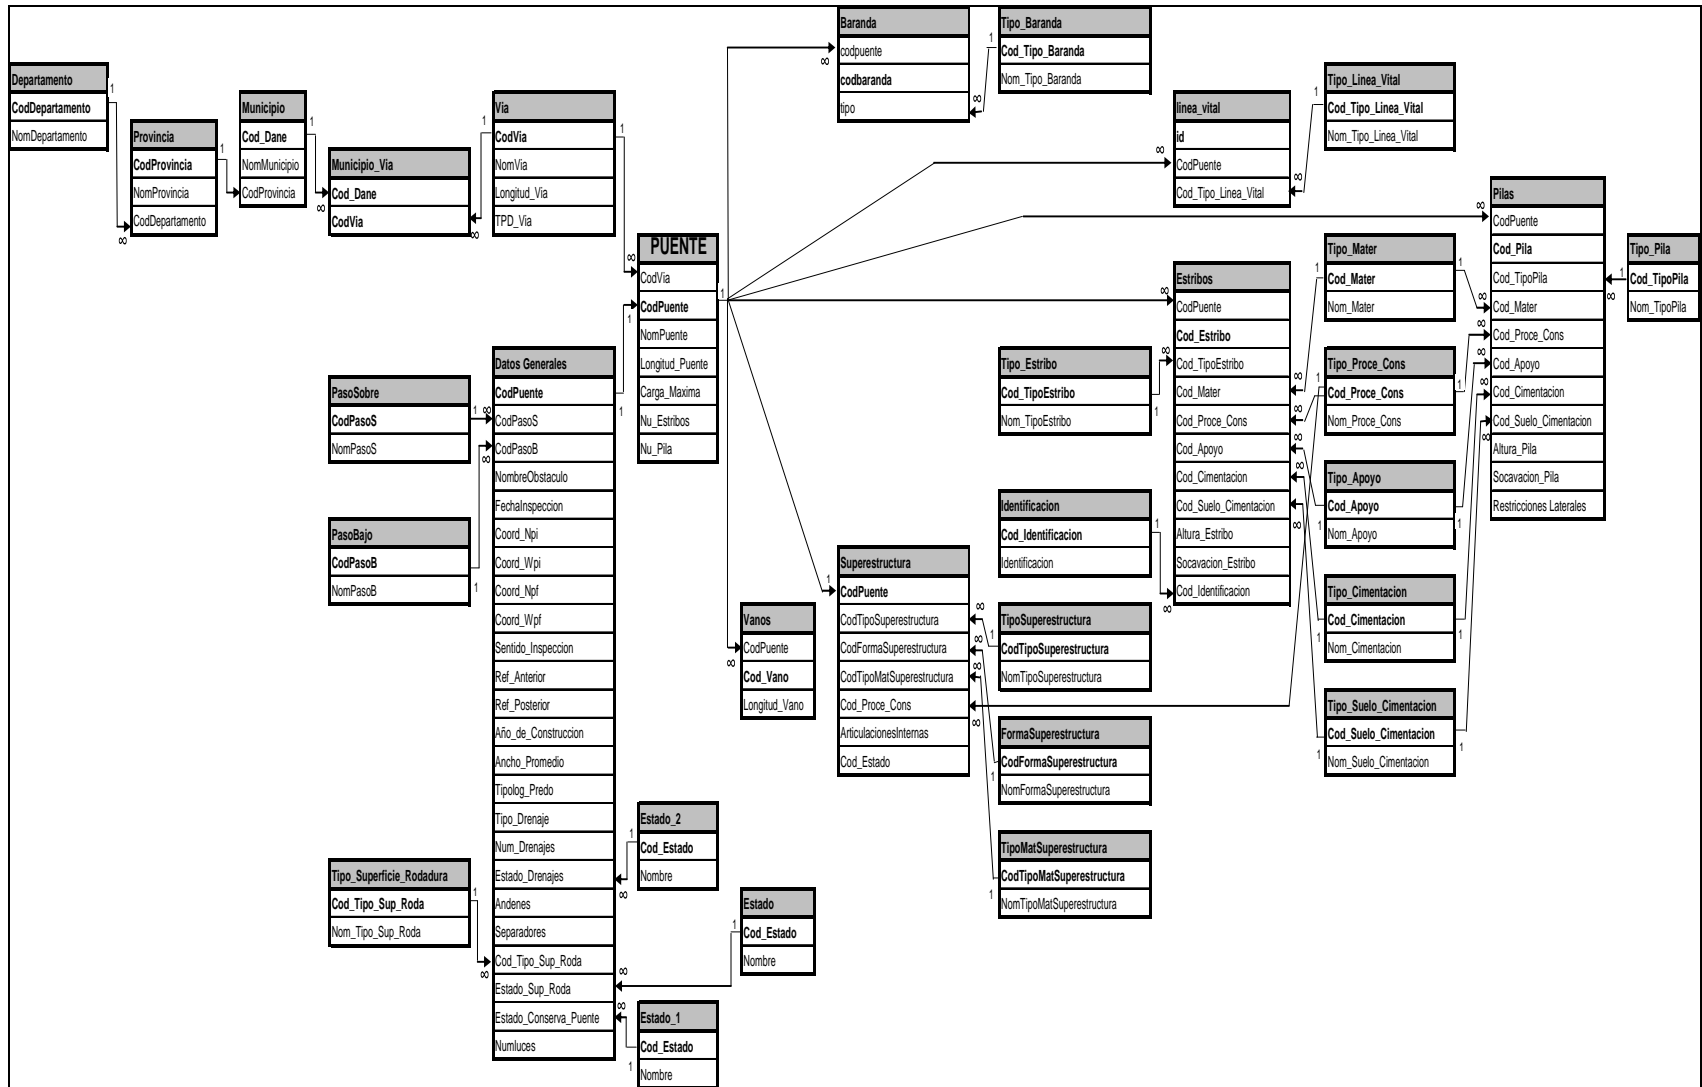 Departamento
CodDepartamento
NomDepartamento
Provincia
CodProvincia
NomProvincia
CodDepartamento
Municipio
Cod_Dane
NomMunicipio
CodProvincia
Municipio_Via
Cod_Dane
CodVia
Via
CodVia
NomVia
Longitud_Via
TPD_Via
PUENTE
CodVia
CodPuente
NomPuente
Longitud_Puente
Carga_Maxima
Nu_Estribos
Nu_Pila
Datos Generales
CodPuente
CodPasoS
CodPasoB
NombreObstaculo
FechaInspeccion
Coord_Npi
Coord_Wpi
Coord_Npf
Coord_Wpf
Sentido_Inspeccion
Ref_Anterior
Ref_Posterior
Año_de_Construccion
Ancho_Promedio
Tipolog_Predo
Tipo_Drenaje
Num_Drenajes
Estado_Drenajes
Andenes
Separadores
Cod_Tipo_Sup_Roda
Estado_Sup_Roda
Estado_Conserva_Puente
Numluces
PasoSobre
CodPasoS
NomPasoS
PasoBajo
CodPasoB
NomPasoB
Tipo_Superficie_Rodadura
Cod_Tipo_Sup_Roda
Nom_Tipo_Sup_Roda
Estado_2
Cod_Estado
Nombre
Estado
Cod_Estado
Nombre
Estado_1
Cod_Estado
Nombre
Baranda
codpuente
codbaranda
tipo
Tipo_Baranda
Cod_Tipo_Baranda
Nom_Tipo_Baranda
linea_vital
id
CodPuente
Cod_Tipo_Linea_Vital
Tipo_Linea_Vital
Cod_Tipo_Linea_Vital
Nom_Tipo_Linea_Vital
Pilas
CodPuente
Cod_Pila
Cod_TipoPila
Cod_Mater
Cod_Proce_Cons
Cod_Apoyo
Cod_Cimentacion
Cod_Suelo_Cimentacion
Altura_Pila
Socavacion_Pila
Restricciones Laterales
Tipo_Pila
Cod_TipoPila
Nom_TipoPila
Estribos
CodPuente
Cod_Estribo
Cod_TipoEstribo
Cod_Mater
Cod_Proce_Cons
Cod_Apoyo
Cod_Cimentacion
Cod_Suelo_Cimentacion
Altura_Estribo
Socavacion_Estribo
Cod_Identificacion
Tipo_Mater
Cod_Mater
Nom_Mater
Tipo_Proce_Cons
Cod_Proce_Cons
Nom_Proce_Cons
Tipo_Apoyo
Cod_Apoyo
Nom_Apoyo
Tipo_Cimentacion
Cod_Cimentacion
Nom_Cimentacion
Tipo_Suelo_Cimentacion
Cod_Suelo_Cimentacion
Nom_Suelo_Cimentacion
Tipo_Estribo
Cod_TipoEstribo
Nom_TipoEstribo
Identificacion
Cod_Identificacion
Identificacion
Superestructura
CodPuente
CodTipoSuperestructura
CodFormaSuperestructura
CodTipoMatSuperestructura
Cod_Proce_Cons
ArticulacionesInternas
Cod_Estado
Vanos
CodPuente
Cod_Vano
Longitud_Vano
TipoSuperestructura
CodTipoSuperestructura
NomTipoSuperestructura
FormaSuperestructura
CodFormaSuperestructura
NomFormaSuperestructura
TipoMatSuperestructura
CodTipoMatSuperestructura
NomTipoMatSuperestructura